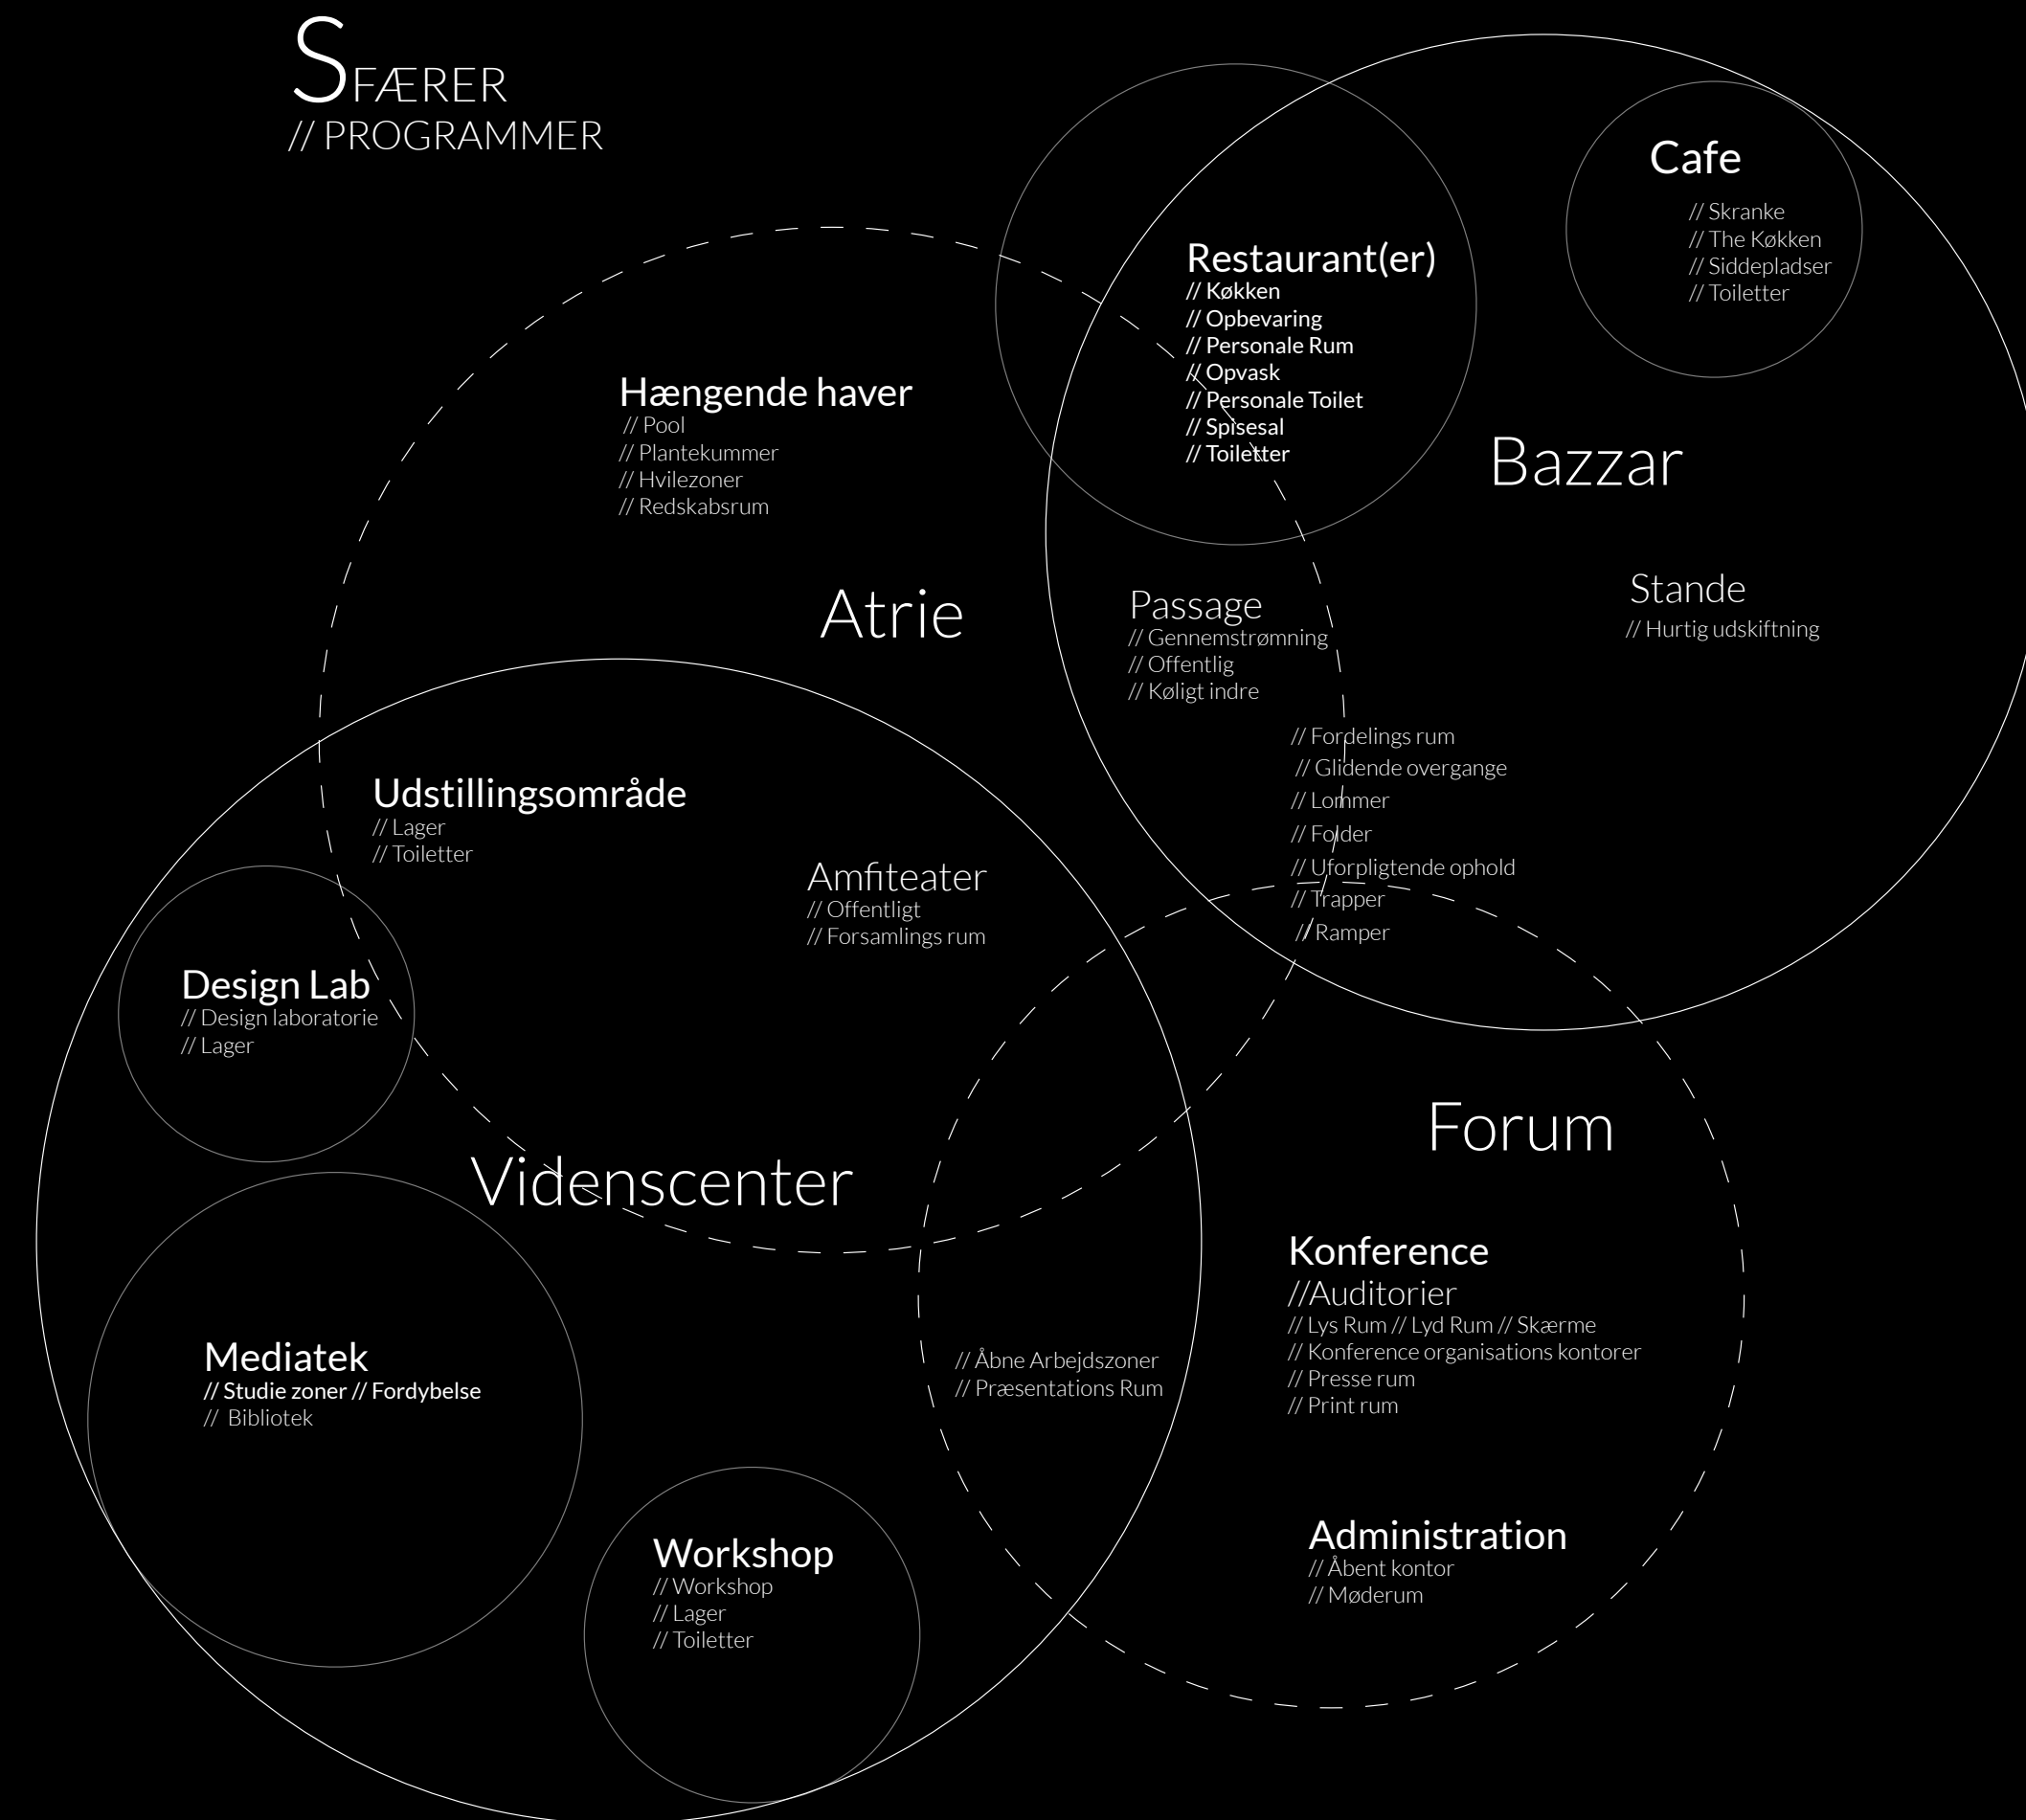 SFÆRER
// PROGRAMMER
Cafe
// Skranke
// The Køkken
// Siddepladser
// Toiletter
Restaurant(er)
// Køkken
// Opbevaring
// Personale Rum
// Opvask
// Personale Toilet
// Spisesal
// Toiletter
Hængende haver
// Pool
// Plantekummer
// Hvilezoner
// Redskabsrum
Bazzar
Stande
// Hurtig udskiftning
Atrie
Passage
// Gennemstrømning
// Offentlig
// Køligt indre
// Fordelings rum
// Glidende overgange
// Lommer
// Folder
// Uforpligtende ophold
// Trapper
// Ramper
Udstillingsområde
// Lager
// Toiletter
Amfiteater
// Offentligt
// Forsamlings rum
Design Lab
// Design laboratorie
// Lager
Videnscenter
Forum
Konference
//Auditorier
// Lys Rum // Lyd Rum // Skærme
// Konference organisations kontorer
// Presse rum
// Print rum
Mediatek
// Studie zoner // Fordybelse
// Bibliotek
// Åbne Arbejdszoner
// Præsentations Rum
Workshop
// Workshop
// Lager
// Toiletter
Administration
// Åbent kontor
// Møderum